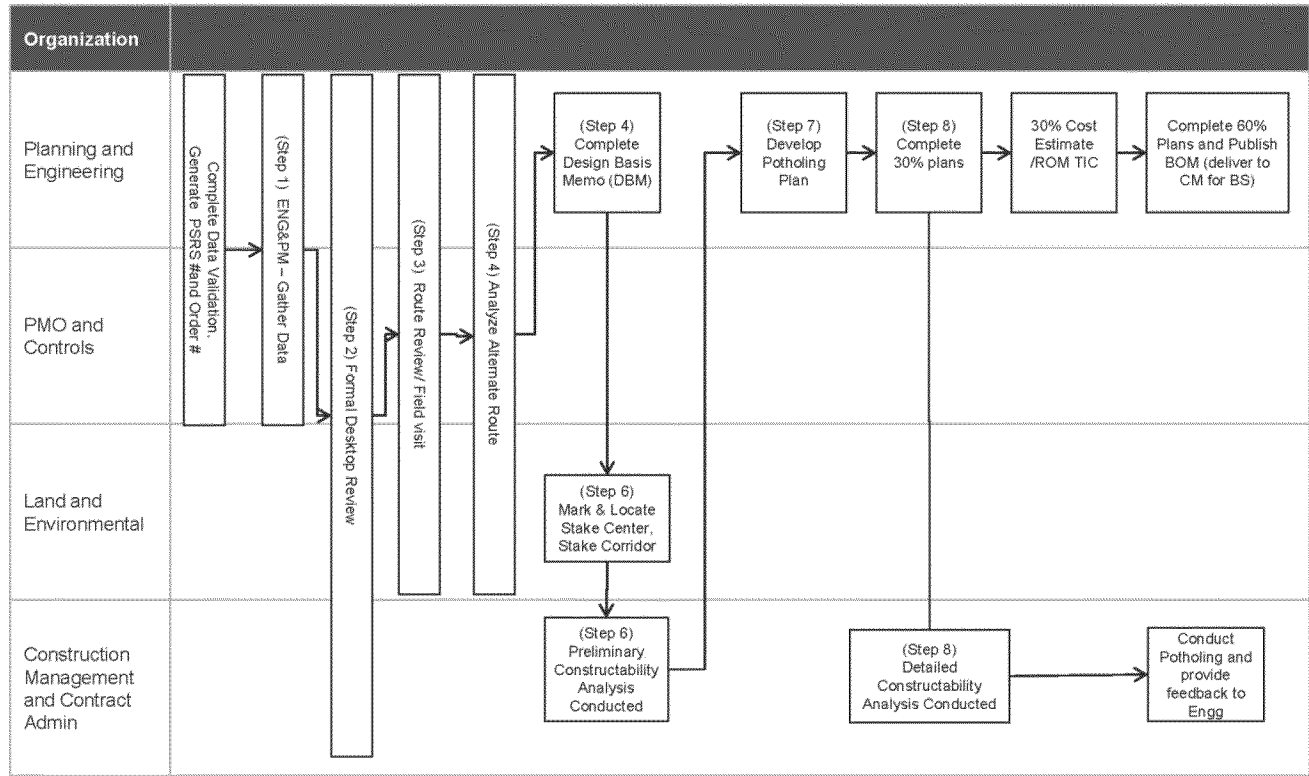 Organization
Planning and
Engineering
PMO and
Controls
Land and
Environmental
Construction
Management
and Contract
Admin
Complete Data Validation,
Generate PSRS #and Order #
(Step 1) ENG&PM – Gather Data
(Step 2) Formal Desktop Review
(Step 3) Route Review/ Field visit
(Step 4) Analyze Alternate Route
(Step 4)
Complete
Design Basis
Memo (DBM)
(Step 6)
Mark & Locate
Stake Center,
Stake Corridor
(Step 6)
Preliminary
Constructability
Analysis
Conducted
(Step 7)
Develop
Potholing
Plan
(Step 8)
Complete
30% plans
30% Cost
Estimate
/ROM TIC
Complete 60%
Plans and Publish
BOM (deliver to
CM for BS)
(Step 8)
Detailed
Constructability
Analysis Conducted
Conduct
Potholing and
provide
feedback to
Engg